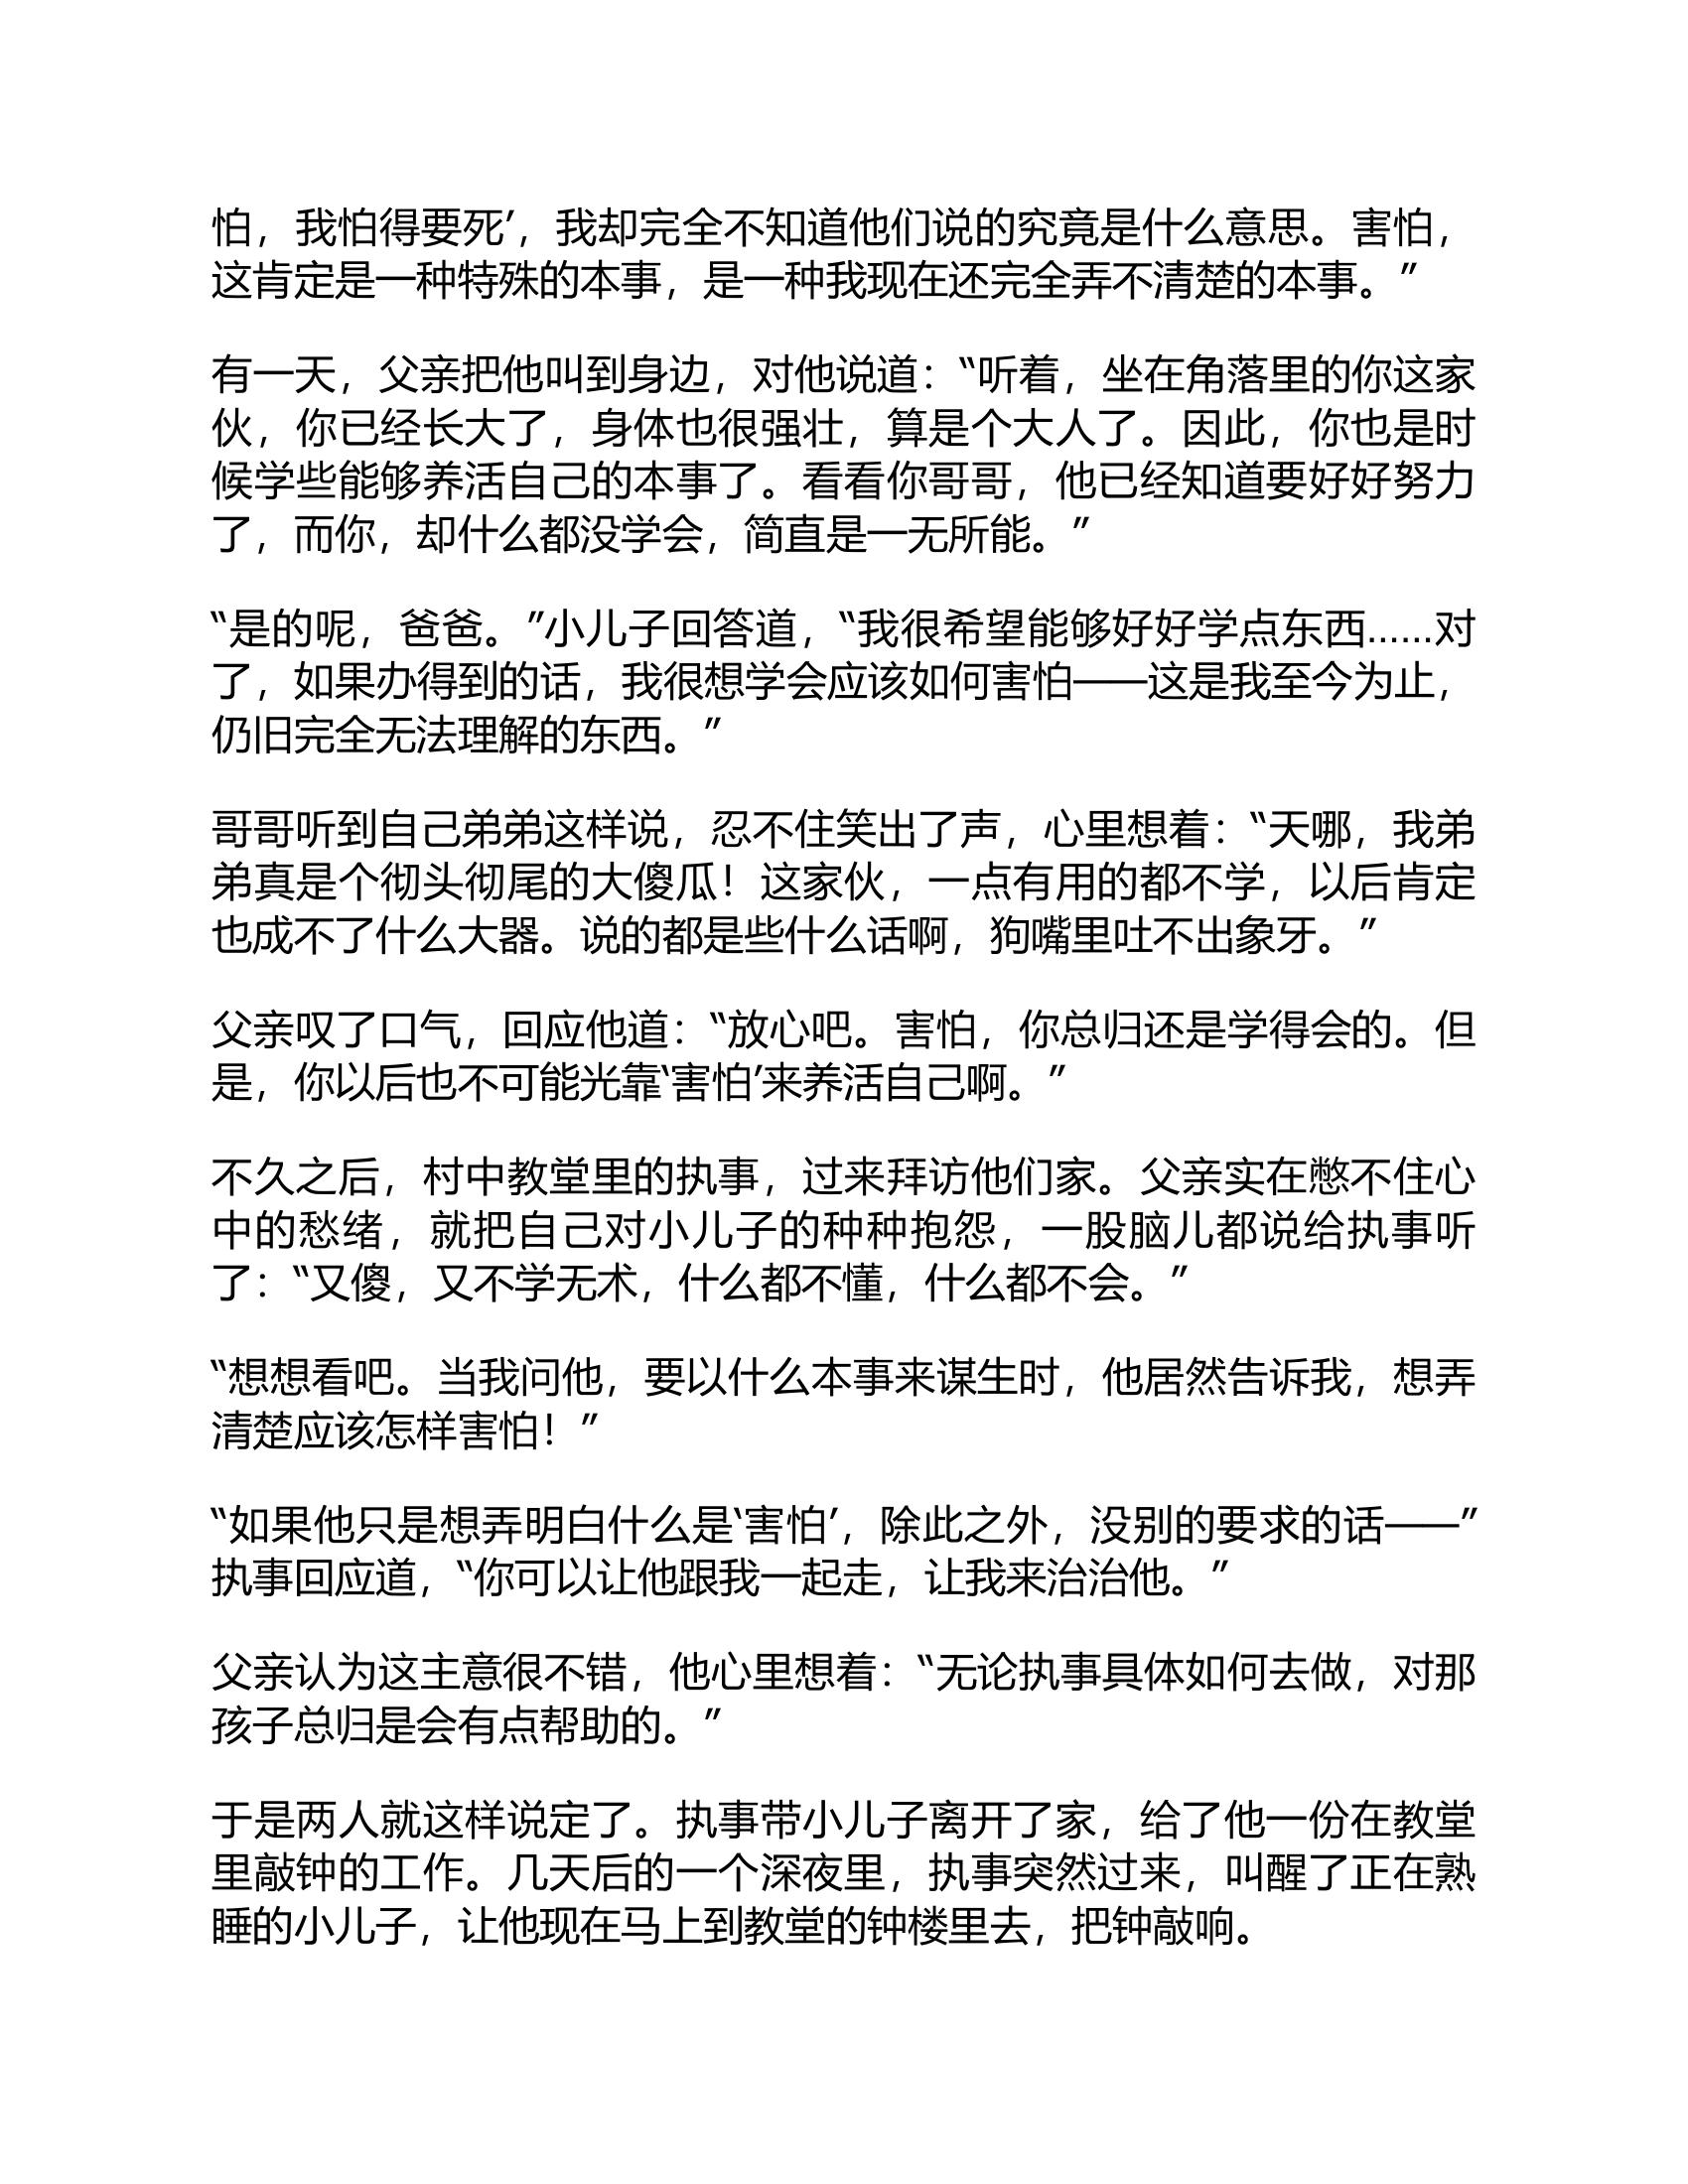 怕，我怕得要死’，我却完全不知道他们说的究竟是什么意思。害怕，
这肯定是一种特殊的本事，是一种我现在还完全弄不清楚的本事。”
有一天，父亲把他叫到身边，对他说道：“听着，坐在角落里的你这家
伙，你已经长大了，身体也很强壮，算是个大人了。因此，你也是时
候学些能够养活自己的本事了。看看你哥哥，他已经知道要好好努力
了，而你，却什么都没学会，简直是一无所能。”
“是的呢，爸爸。”小儿子回答道，“我很希望能够好好学点东西……对
了，如果办得到的话，我很想学会应该如何害怕——这是我至今为止，
仍旧完全无法理解的东西。”
哥哥听到自己弟弟这样说，忍不住笑出了声，心里想着：“天哪，我弟
弟真是个彻头彻尾的大傻瓜！这家伙，一点有用的都不学，以后肯定
也成不了什么大器。说的都是些什么话啊，狗嘴里吐不出象牙。”
父亲叹了口气，回应他道：“放心吧。害怕，你总归还是学得会的。但
是，你以后也不可能光靠‘害怕’来养活自己啊。”
不久之后，村中教堂里的执事，过来拜访他们家。父亲实在憋不住心
中的愁绪，就把自己对小儿子的种种抱怨，一股脑儿都说给执事听
了：“又傻，又不学无术，什么都不懂，什么都不会。”
“想想看吧。当我问他，要以什么本事来谋生时，他居然告诉我，想弄
清楚应该怎样害怕！”
“如果他只是想弄明白什么是‘害怕’，除此之外，没别的要求的话——”
执事回应道，“你可以让他跟我一起走，让我来治治他。”
父亲认为这主意很不错，他心里想着：“无论执事具体如何去做，对那
孩子总归是会有点帮助的。”
于是两人就这样说定了。执事带小儿子离开了家，给了他一份在教堂
里敲钟的工作。几天后的一个深夜里，执事突然过来，叫醒了正在熟
睡的小儿子，让他现在马上到教堂的钟楼里去，把钟敲响。